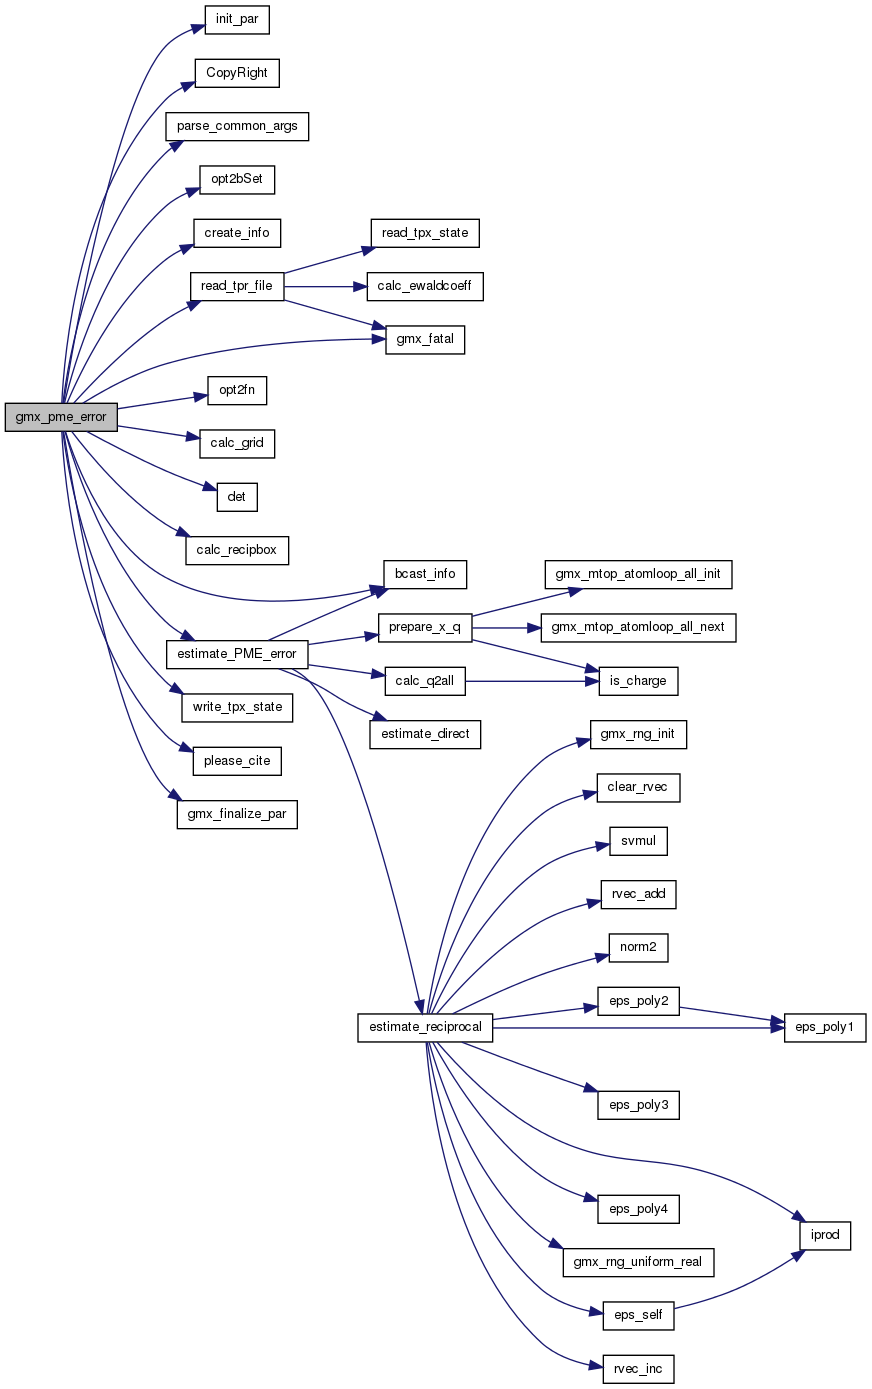 init_par
CopyRight
parse_common_args
opt2bSet
create_info
read_tpx_state
read_tpr_file
calc_ewaldcoeff
gmx_fatal
opt2fn
gmx_pme_error
calc_grid
det
calc_recipbox
bcast_info
gmx_mtop_atomloop_all_init
prepare_x_q
gmx_mtop_atomloop_all_next
estimate_PME_error
calc_q2all
is_charge
write_tpx_state
estimate_direct
gmx_rng_init
please_cite
clear_rvec
gmx_finalize_par
svmul
rvec_add
norm2
eps_poly2
estimate_reciprocal
eps_poly1
eps_poly3
eps_poly4
iprod
gmx_rng_uniform_real
eps_self
rvec_inc